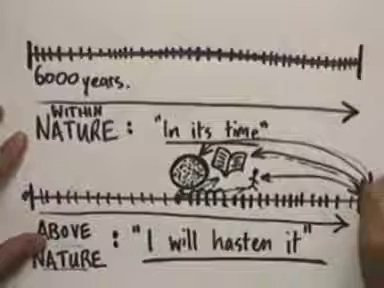 6000 years.
WITHIN
NATURE : "In its time"
ABOVE
NATURE : "I will hasten it"